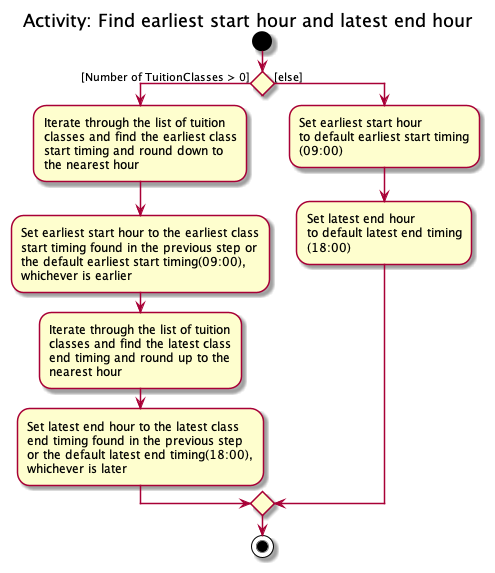 Activity: Find earliest start hour and latest end hour
[Number of TuitionClasses > 0]
[else]
Iterate through the list of tuition
classes and find the earliest class
start timing and round down to
the nearest hour
Set earliest start hour to the earliest class
start timing found in the previous step or
the default earliest start timing(09:00),
whichever is earlier
Iterate through the list of tuition
classes and find the latest class
end timing and round up to the
nearest hour
Set latest end hour to the latest class
end timing found in the previous step
or the default latest end timing(18:00),
whichever is later
Set earliest start hour
to default earliest start timing
(09:00)
Set latest end hour
to default latest end timing
(18:00)